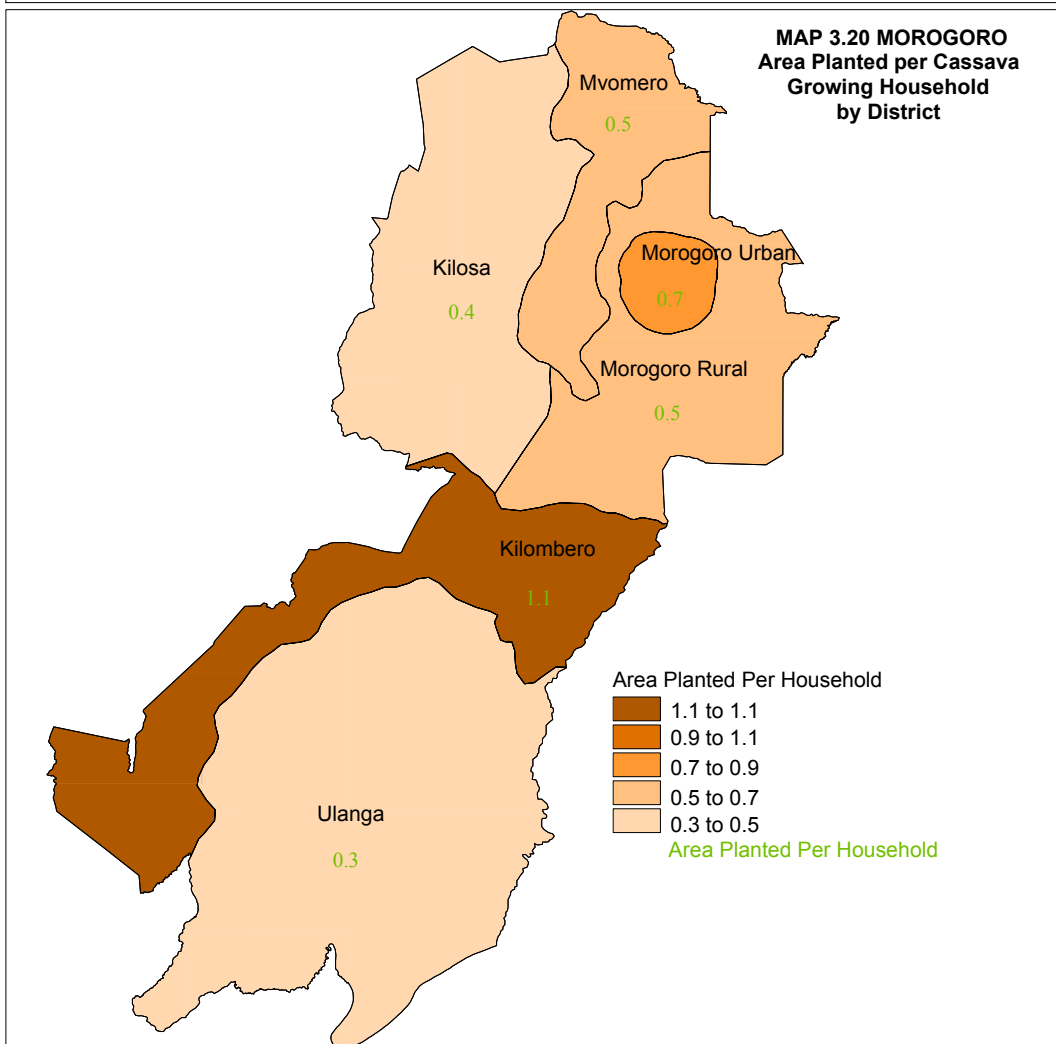 MAP 3.20 MOROGORO
Area Planted per Cassava
Growing Household
by District
Mvomero
0.5
Morogoro Urban
0.7
Kilosa
0.4
Morogoro Rural
0.5
Kilombero
1.1
Ulanga
0.3
Area Planted Per Household
1.1 to 1.1
0.9 to 1.1
0.7 to 0.9
0.5 to 0.7
0.3 to 0.5
Area Planted Per Household